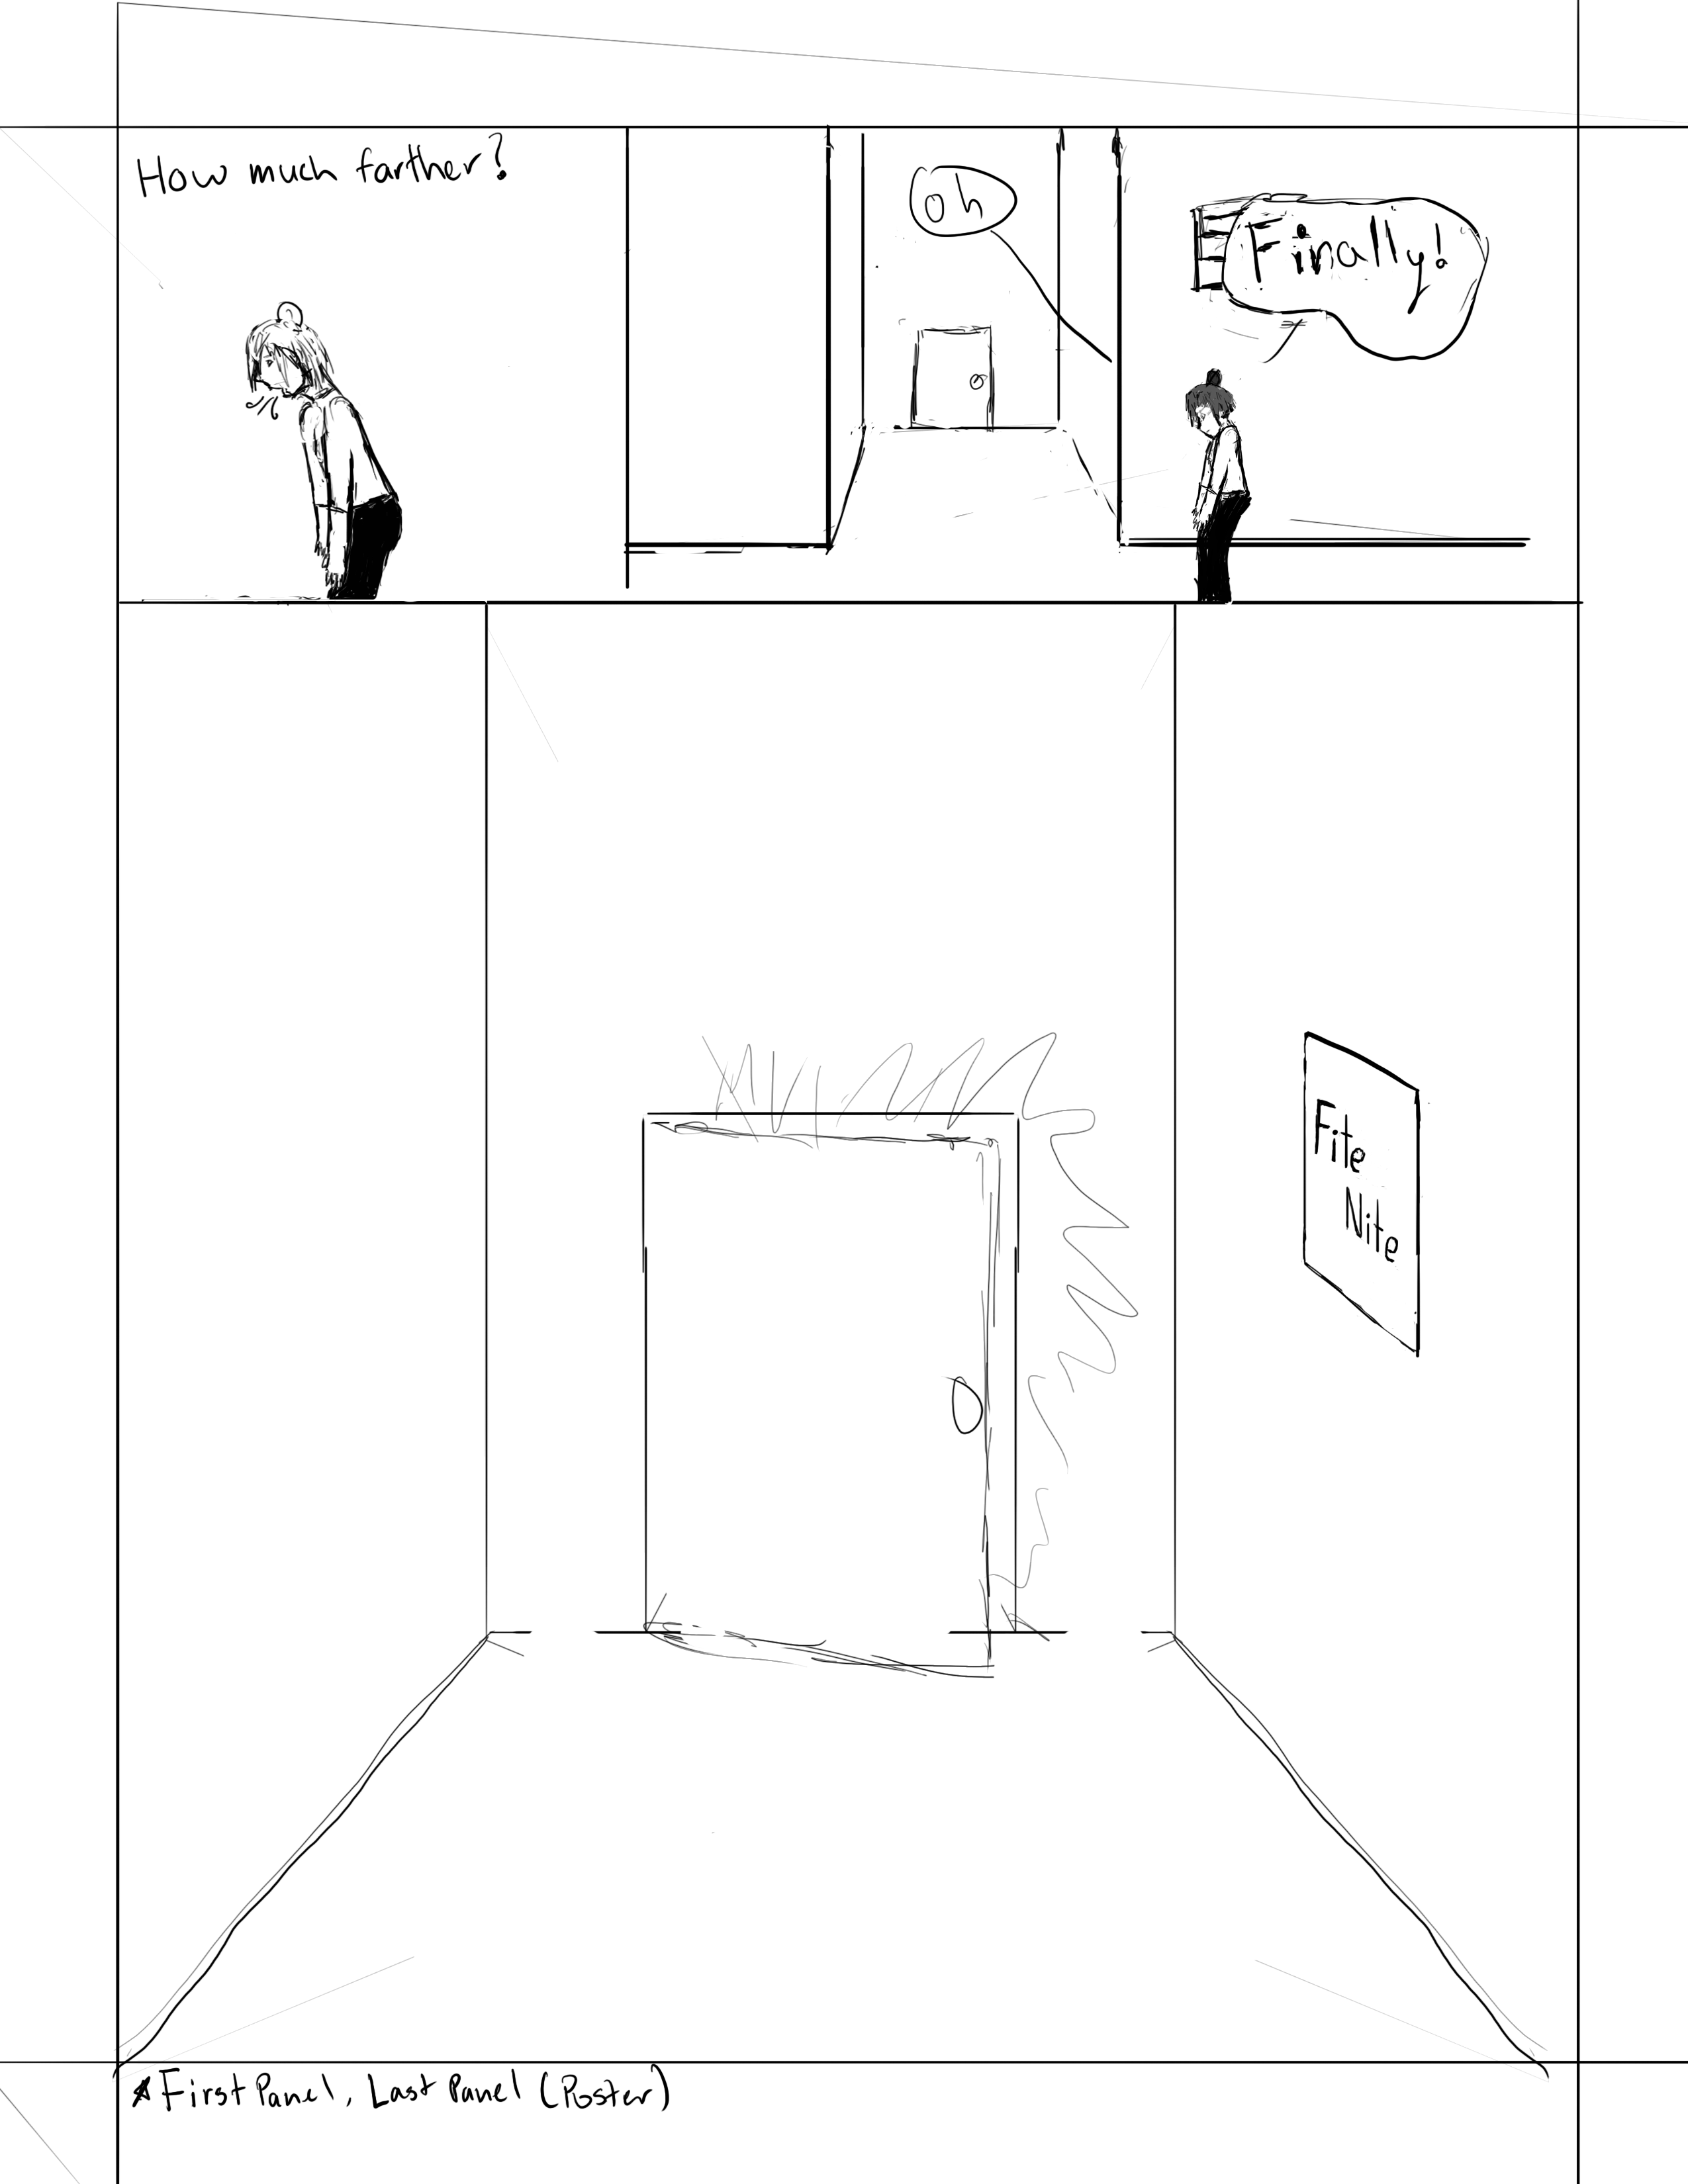 How much farther?
oh
Finally!
Fite
Nite
*First Panel, Last Panel (Poster)